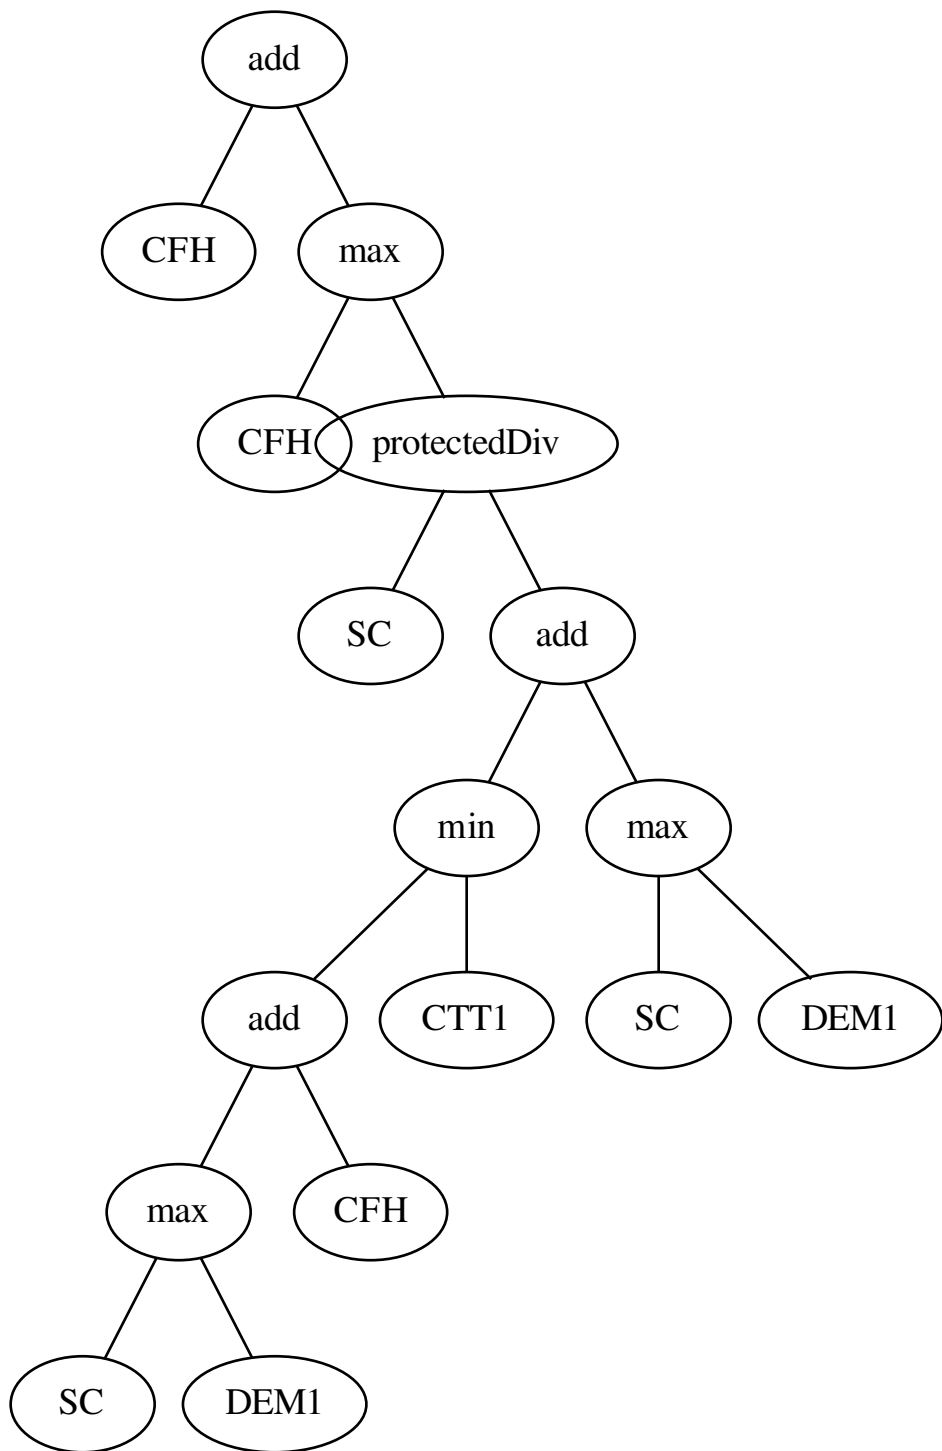 add
CFH max
CFH protectedDiv
SC add
min max
add CTT1 SC DEM1
max CFH
SC DEM1